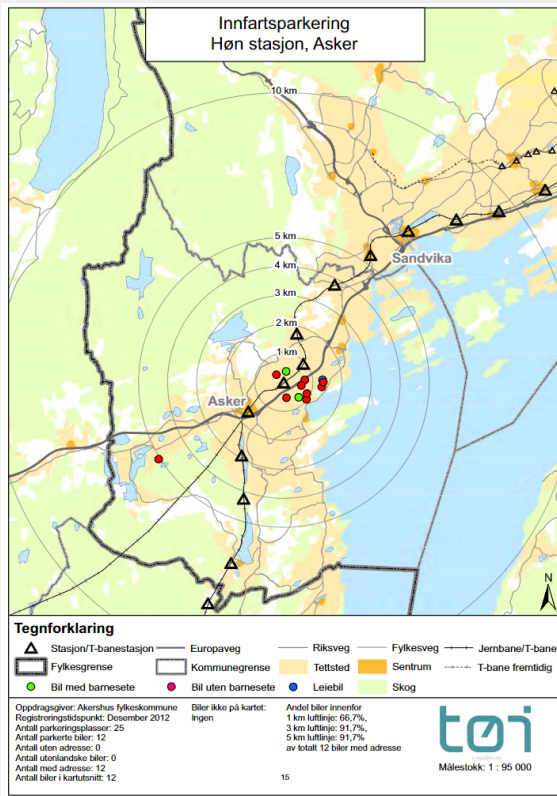 Innfartsparkering
Høn stasjon, Asker
10 km
5 km
4 km
3 km
2 km
1 km
Sandvika
Asker
N
Tegnforklaring
Stasjon/T-banestasjon
Europaveg
Riksveg
Fylkesveg
Jernbane/T-bane
Fylkesgrense
Kommunegrense
Tettsted
Sentrum
T-bane fremtidig
Bil med barnesete
Bil uten barnesete
Leiebil
Skog
Oppdragsgiver: Akershus fylkeskommune
Registreringstidspunkt: Desember 2012
Antall parkeringsplasser: 25
Antall parkerte biler: 12
Antall uten adresse: 0
Antall utenlandske biler: 0
Antall med adresse: 12
Antall biler i kartutsnitt: 12
Biler ikke på kartet:
Ingen
Andel biler innenfor
1 km luftlinje: 66,7%,
3 km luftlinje: 91,7%,
5 km luftlinje: 91,7%
av totalt 12 biler med adresse
15
tøi
Målestokk: 1 : 95 000